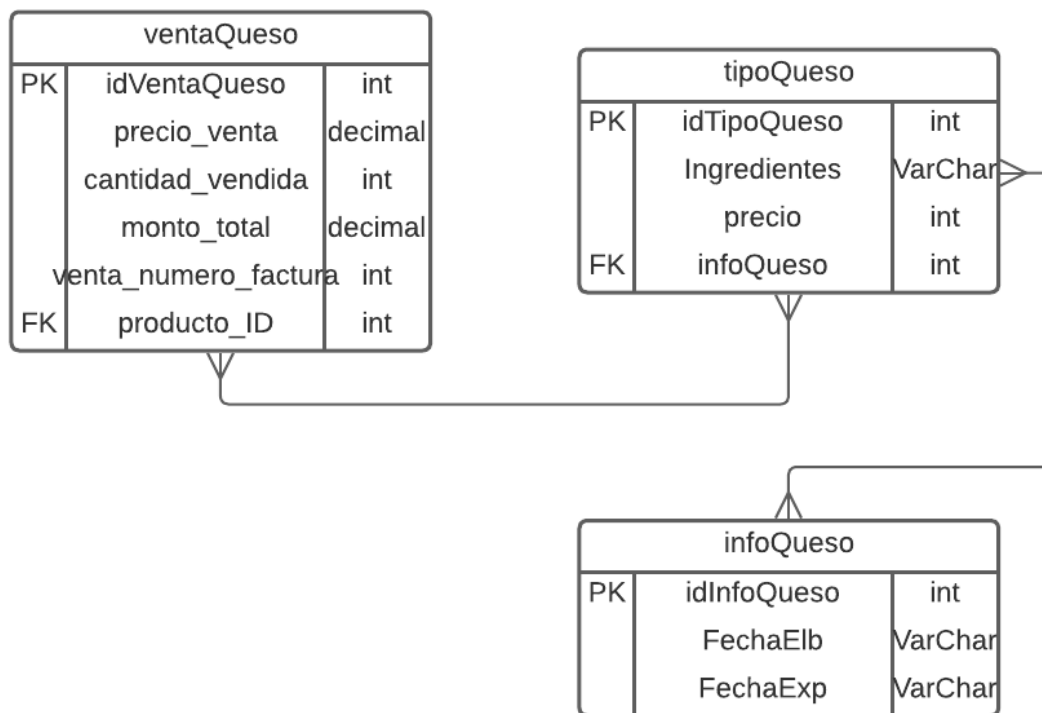 ventaQueso
PK idVentaQueso int
precio_venta decimal
cantidad_vendida int
monto_total decimal
venta_numero_factura int
FK producto_ID int
tipoQueso
PK idTipoQueso int
Ingredientes VarChar
precio int
FK infoQueso int
infoQueso
PK idInfoQueso int
FechaElb VarChar
FechaExp VarChar